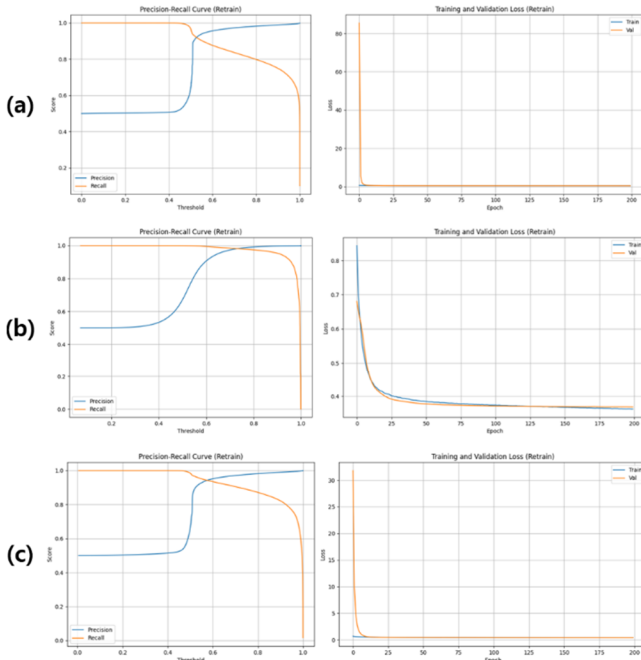 (a)
Precision-Recall Curve (Retrain)
1.0
0.8
0.6
0.4
0.2
Score
0.0 0.2 0.4 0.6 0.8 1.0
Threshold
Precision
Recall
Training and Validation Loss (Retrain)
80
60
40
20
0
Loss
0 25 50 75 100 125 150 175 200
Epoch
Train
Val
(b)
Precision-Recall Curve (Retrain)
1.0
0.8
0.6
0.4
0.2
0.0
Score
0.0 0.2 0.4 0.6 0.8 1.0
Threshold
Precision
Recall
Training and Validation Loss (Retrain)
0.8
0.7
0.6
0.5
0.4
Loss
0 25 50 75 100 125 150 175 200
Epoch
Train
Val
(c)
Precision-Recall Curve (Retrain)
1.0
0.8
0.6
0.4
0.2
0.0
Score
0.0 0.2 0.4 0.6 0.8 1.0
Threshold
Precision
Recall
Training and Validation Loss (Retrain)
30
25
20
15
10
5
0
Loss
0 25 50 75 100 125 150 175 200
Epoch
Train
Val